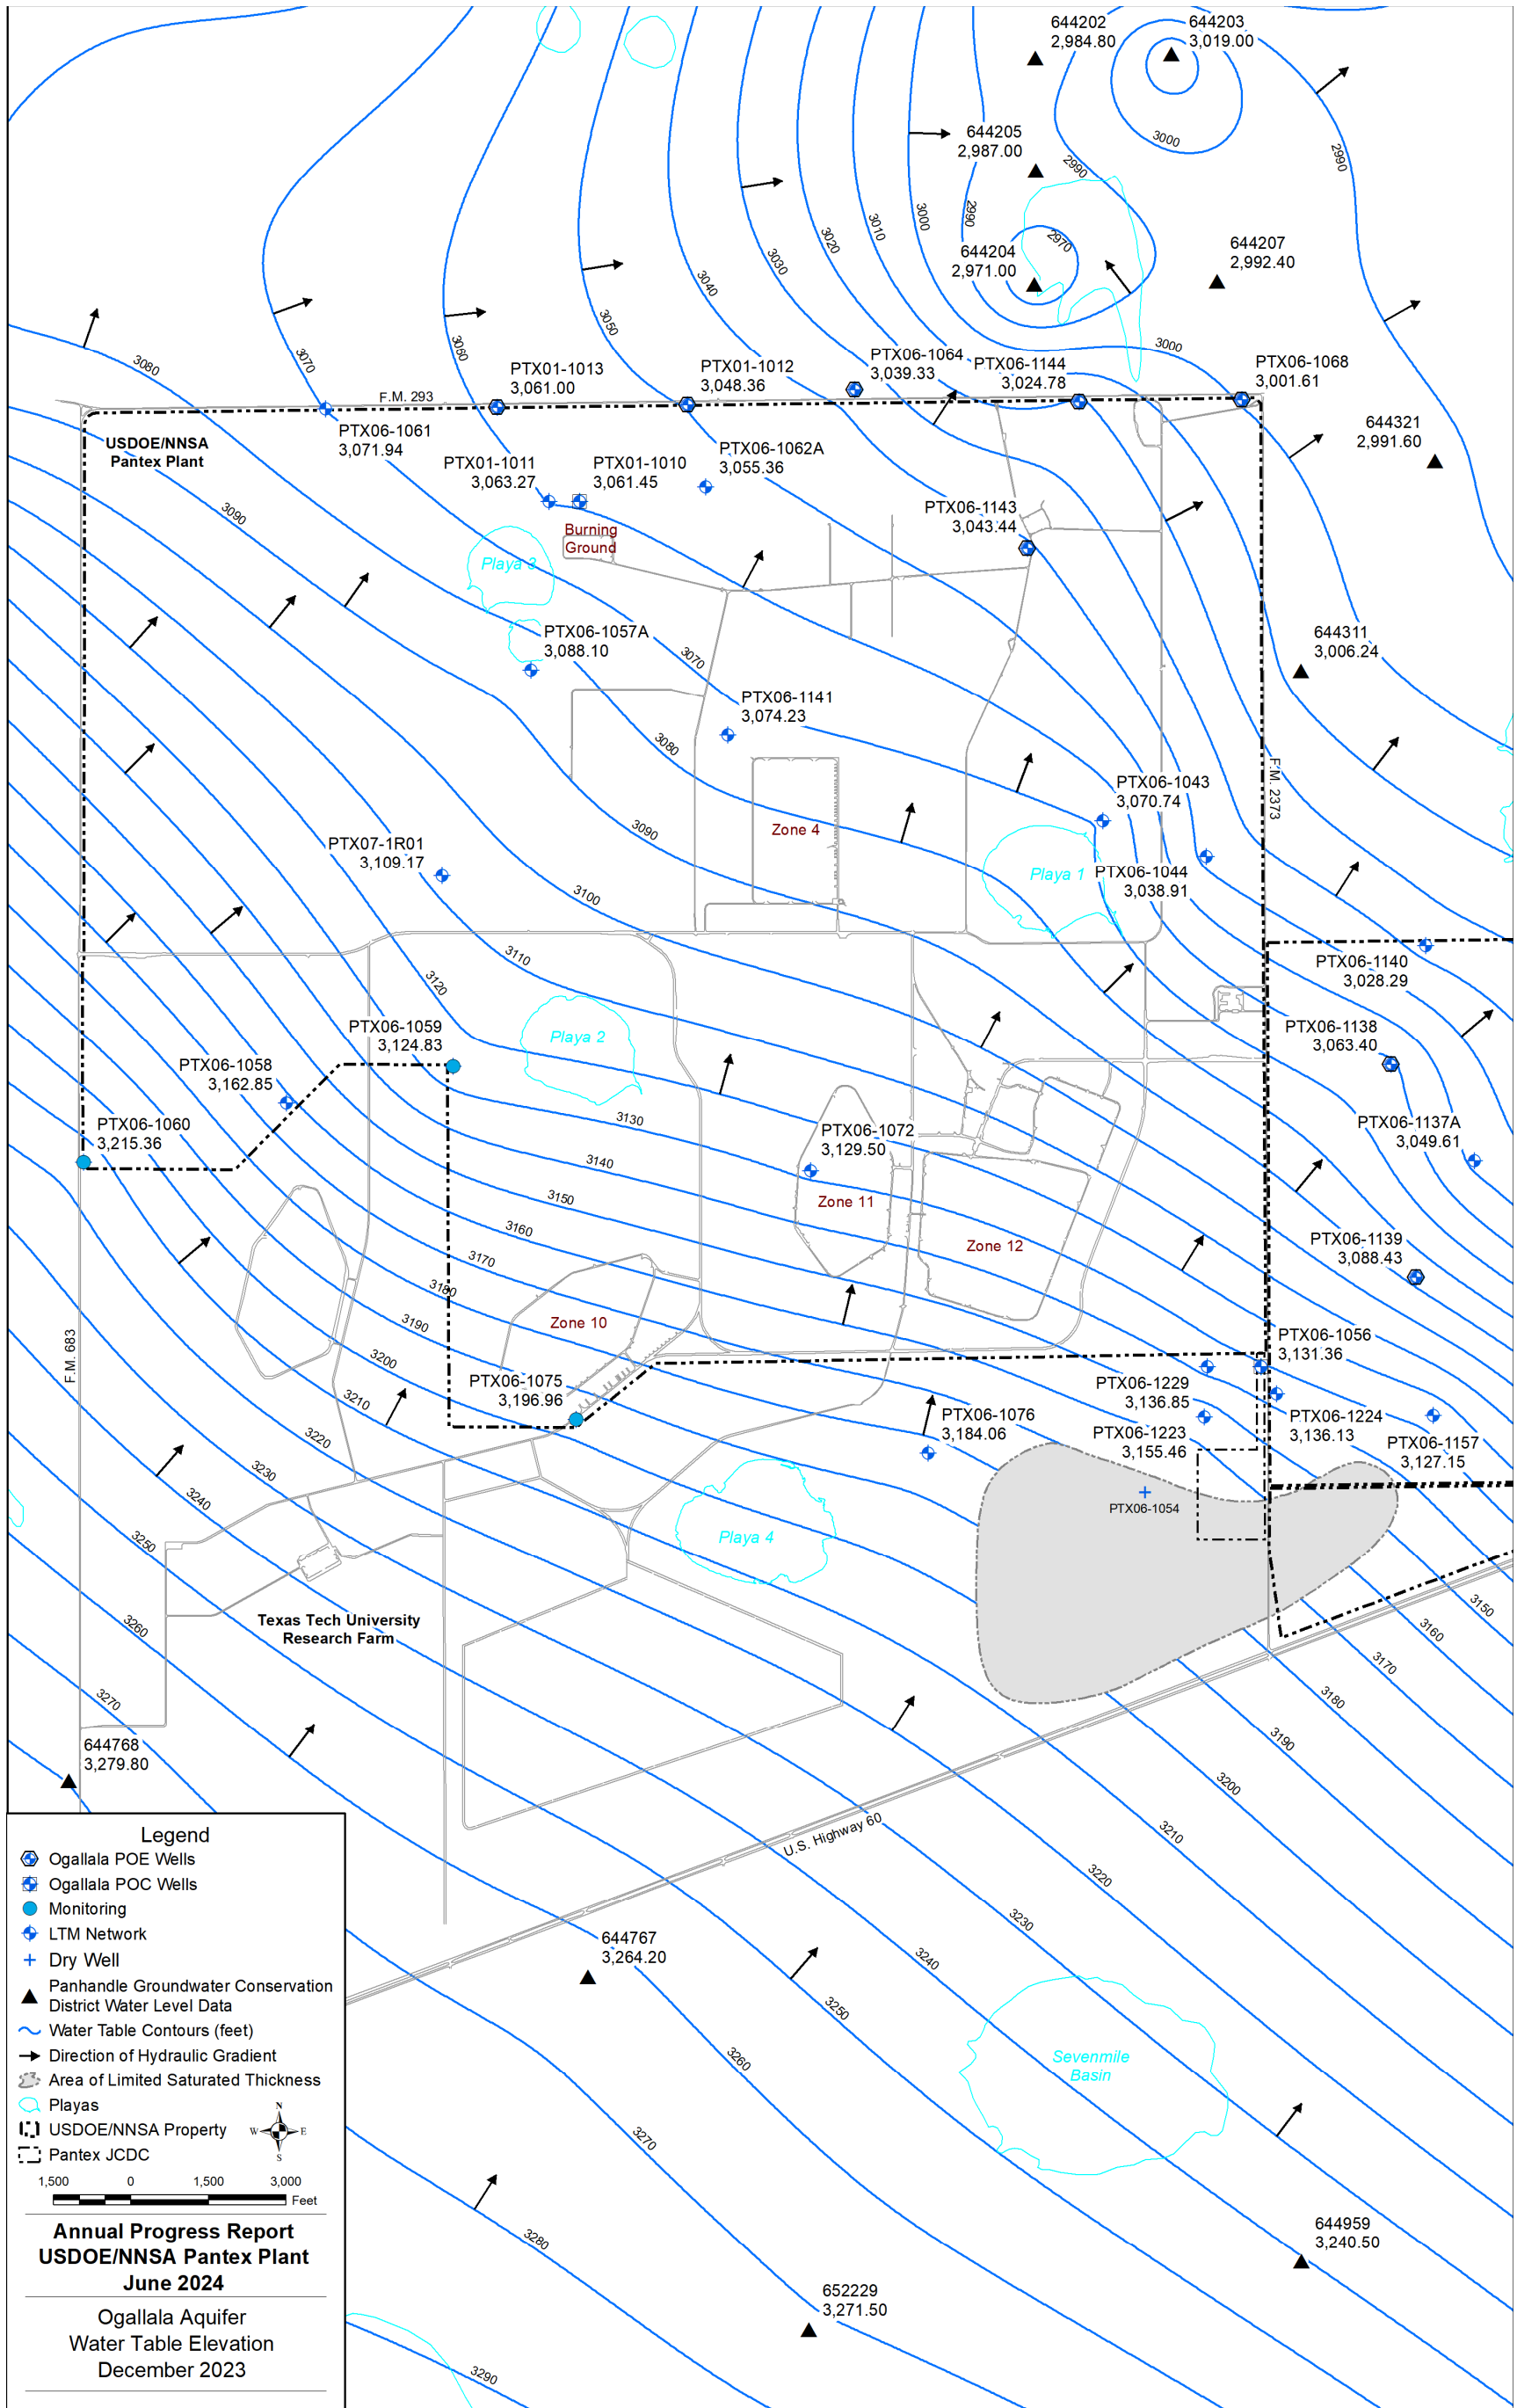 644202
2,984.80
644203
3,019.00
644205
2,987.00
3000
2990
2990
2990
3000
3010
3020
3030
3040
3050
3060
3070
3080
644204
2,971.00
2970
644207
2,992.40
3000
PTX01-1013
3,061.00
PTX01-1012
3,048.36
PTX06-1064
3,039.33
PTX06-1144
3,024.78
PTX06-1068
3,001.61
F.M. 293
USDOE/NNSA
Pantex Plant
PTX06-1061
3,071.94
PTX01-1011
3,063.27
PTX01-1010
3,061.45
PTX06-1062A
3,055.36
644321
2,991.60
3090
Burning
Ground
Playa 3
PTX06-1143
3,043.44
PTX06-1057A
3,088.10
3070
644311
3,006.24
PTX06-1141
3,074.23
3080
F.M. 2373
PTX06-1043
3,070.74
3090
Zone 4
PTX07-1R01
3,109.17
Playa 1
PTX06-1044
3,038.91
3100
3110
3120
PTX06-1140
3,028.29
PTX06-1059
3,124.83
Playa 2
PTX06-1138
3,063.40
PTX06-1058
3,162.85
PTX06-1060
3,215.36
3130
PTX06-1072
3,129.50
PTX06-1137A
3,049.61
3140
3150
Zone 11
3160
Zone 12
PTX06-1139
3,088.43
3170
3180
3190
Zone 10
F.M. 683
3200
3210
PTX06-1075
3,196.96
PTX06-1056
3,131.36
PTX06-1229
3,136.85
PTX06-1076
3,184.06
PTX06-1223
3,155.46
PTX06-1224
3,136.13
PTX06-1157
3,127.15
3220
3230
3240
3250
PTX06-1054
Playa 4
Texas Tech University
Research Farm
3260
3150
3160
3170
3180
3190
3200
3210
3220
3230
3240
3250
3260
3270
3280
3290
3270
644768
3,279.80
U.S. Highway 60
644767
3,264.20
Sevenmile
Basin
644959
3,240.50
652229
3,271.50
Legend
Ogallala POE Wells
Ogallala POC Wells
Monitoring
LTM Network
Dry Well
Panhandle Groundwater Conservation
District Water Level Data
Water Table Contours (feet)
Direction of Hydraulic Gradient
Area of Limited Saturated Thickness
Playas
USDOE/NNSA Property
Pantex JCDC
N
W E
S
1,500 0 1,500 3,000
Feet
Annual Progress Report
USDOE/NNSA Pantex Plant
June 2024
Ogallala Aquifer
Water Table Elevation
December 2023